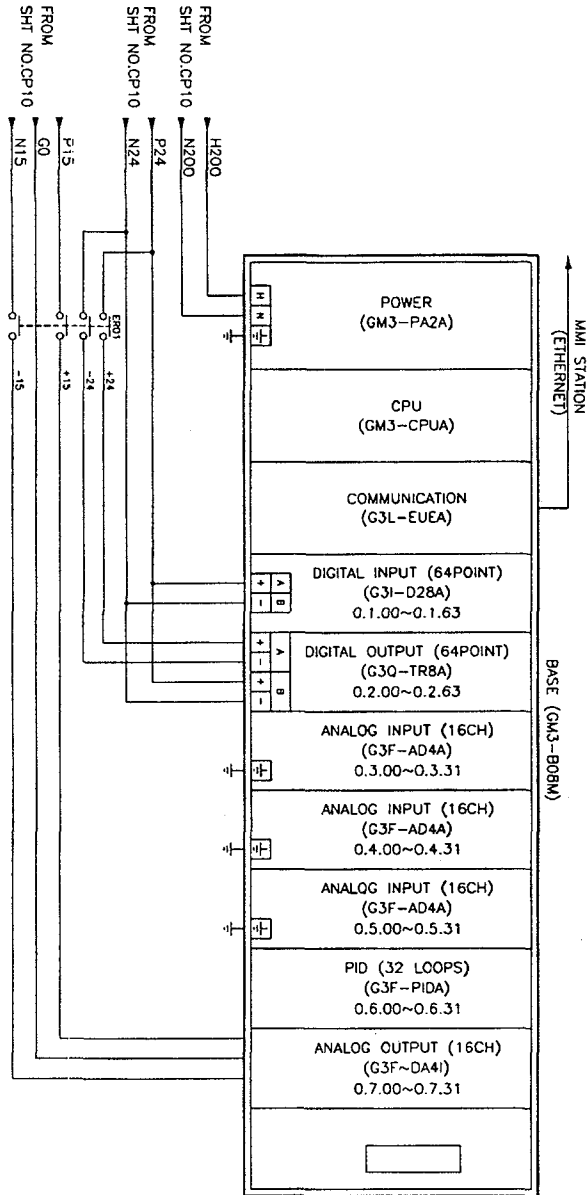 FROM
SHT NO.CP10
FROM
SHT NO.CP10
FROM
SHT NO.CP10
N15
G0
P15
N24
P24
N200
H200
ER01
-15
+15
-24
+24
MMI STATION
(ETHERNET)
BASE (GM3-B08M)
POWER
(GM3-PA2A)
H
N
CPU
(GM3-CPUA)
COMMUNICATION
(G3L-EUEA)
DIGITAL INPUT (64POINT)
(G3I-D28A)
0.1.00~0.1.63
A
B
+
-
DIGITAL OUTPUT (64POINT)
(G3Q-TR8A)
0.2.00~0.2.63
+
-
A
+
-
B
ANALOG INPUT (16CH)
(G3F-AD4A)
0.3.00~0.3.31
ANALOG INPUT (16CH)
(G3F-AD4A)
0.4.00~0.4.31
ANALOG INPUT (16CH)
(G3F-AD4A)
0.5.00~0.5.31
PID (32 LOOPS)
(G3F-PIDA)
0.6.00~0.6.31
ANALOG OUTPUT (16CH)
(G3F~DA4I)
0.7.00~0.7.31